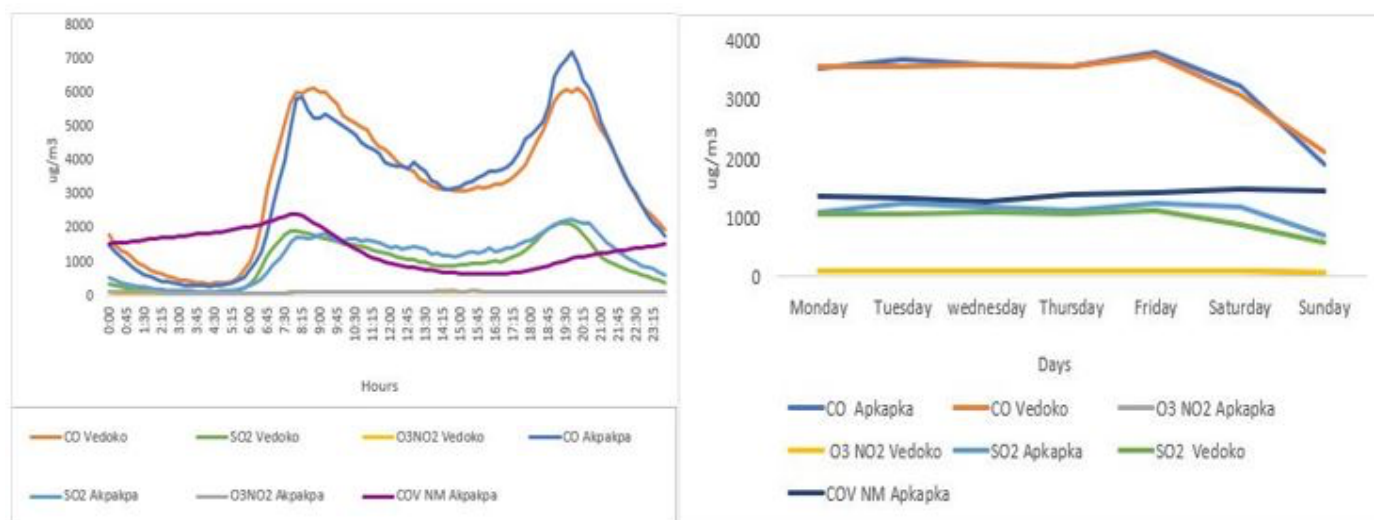 8000
7000
6000
5000
4000
3000
2000
1000
0
ug/m3
0:00 0:45 1:30 2:15 3:00 3:45 4:30 5:15 6:00 6:45 7:30 8:15 9:00 9:45 10:30 11:15 12:00 12:45 13:30 14:15 15:00 15:45 16:30 17:15 18:00 18:45 19:30 20:15 21:00 21:45 22:30 23:15
Hours
CO Vedoko SO2 Vedoko O3NO2 Vedoko CO Akpakpa
SO2 Akpakpa O3NO2 Akpakpa COV NM Akpakpa
4000
3000
2000
1000
0
ug/m3
Monday Tuesday wednesday Thursday Friday Saturday Sunday
Days
CO Apkapka CO Vedoko O3 NO2 Apkapka
O3 NO2 Vedoko SO2 Apkapka SO2 Vedoko
COV NM Apkapka